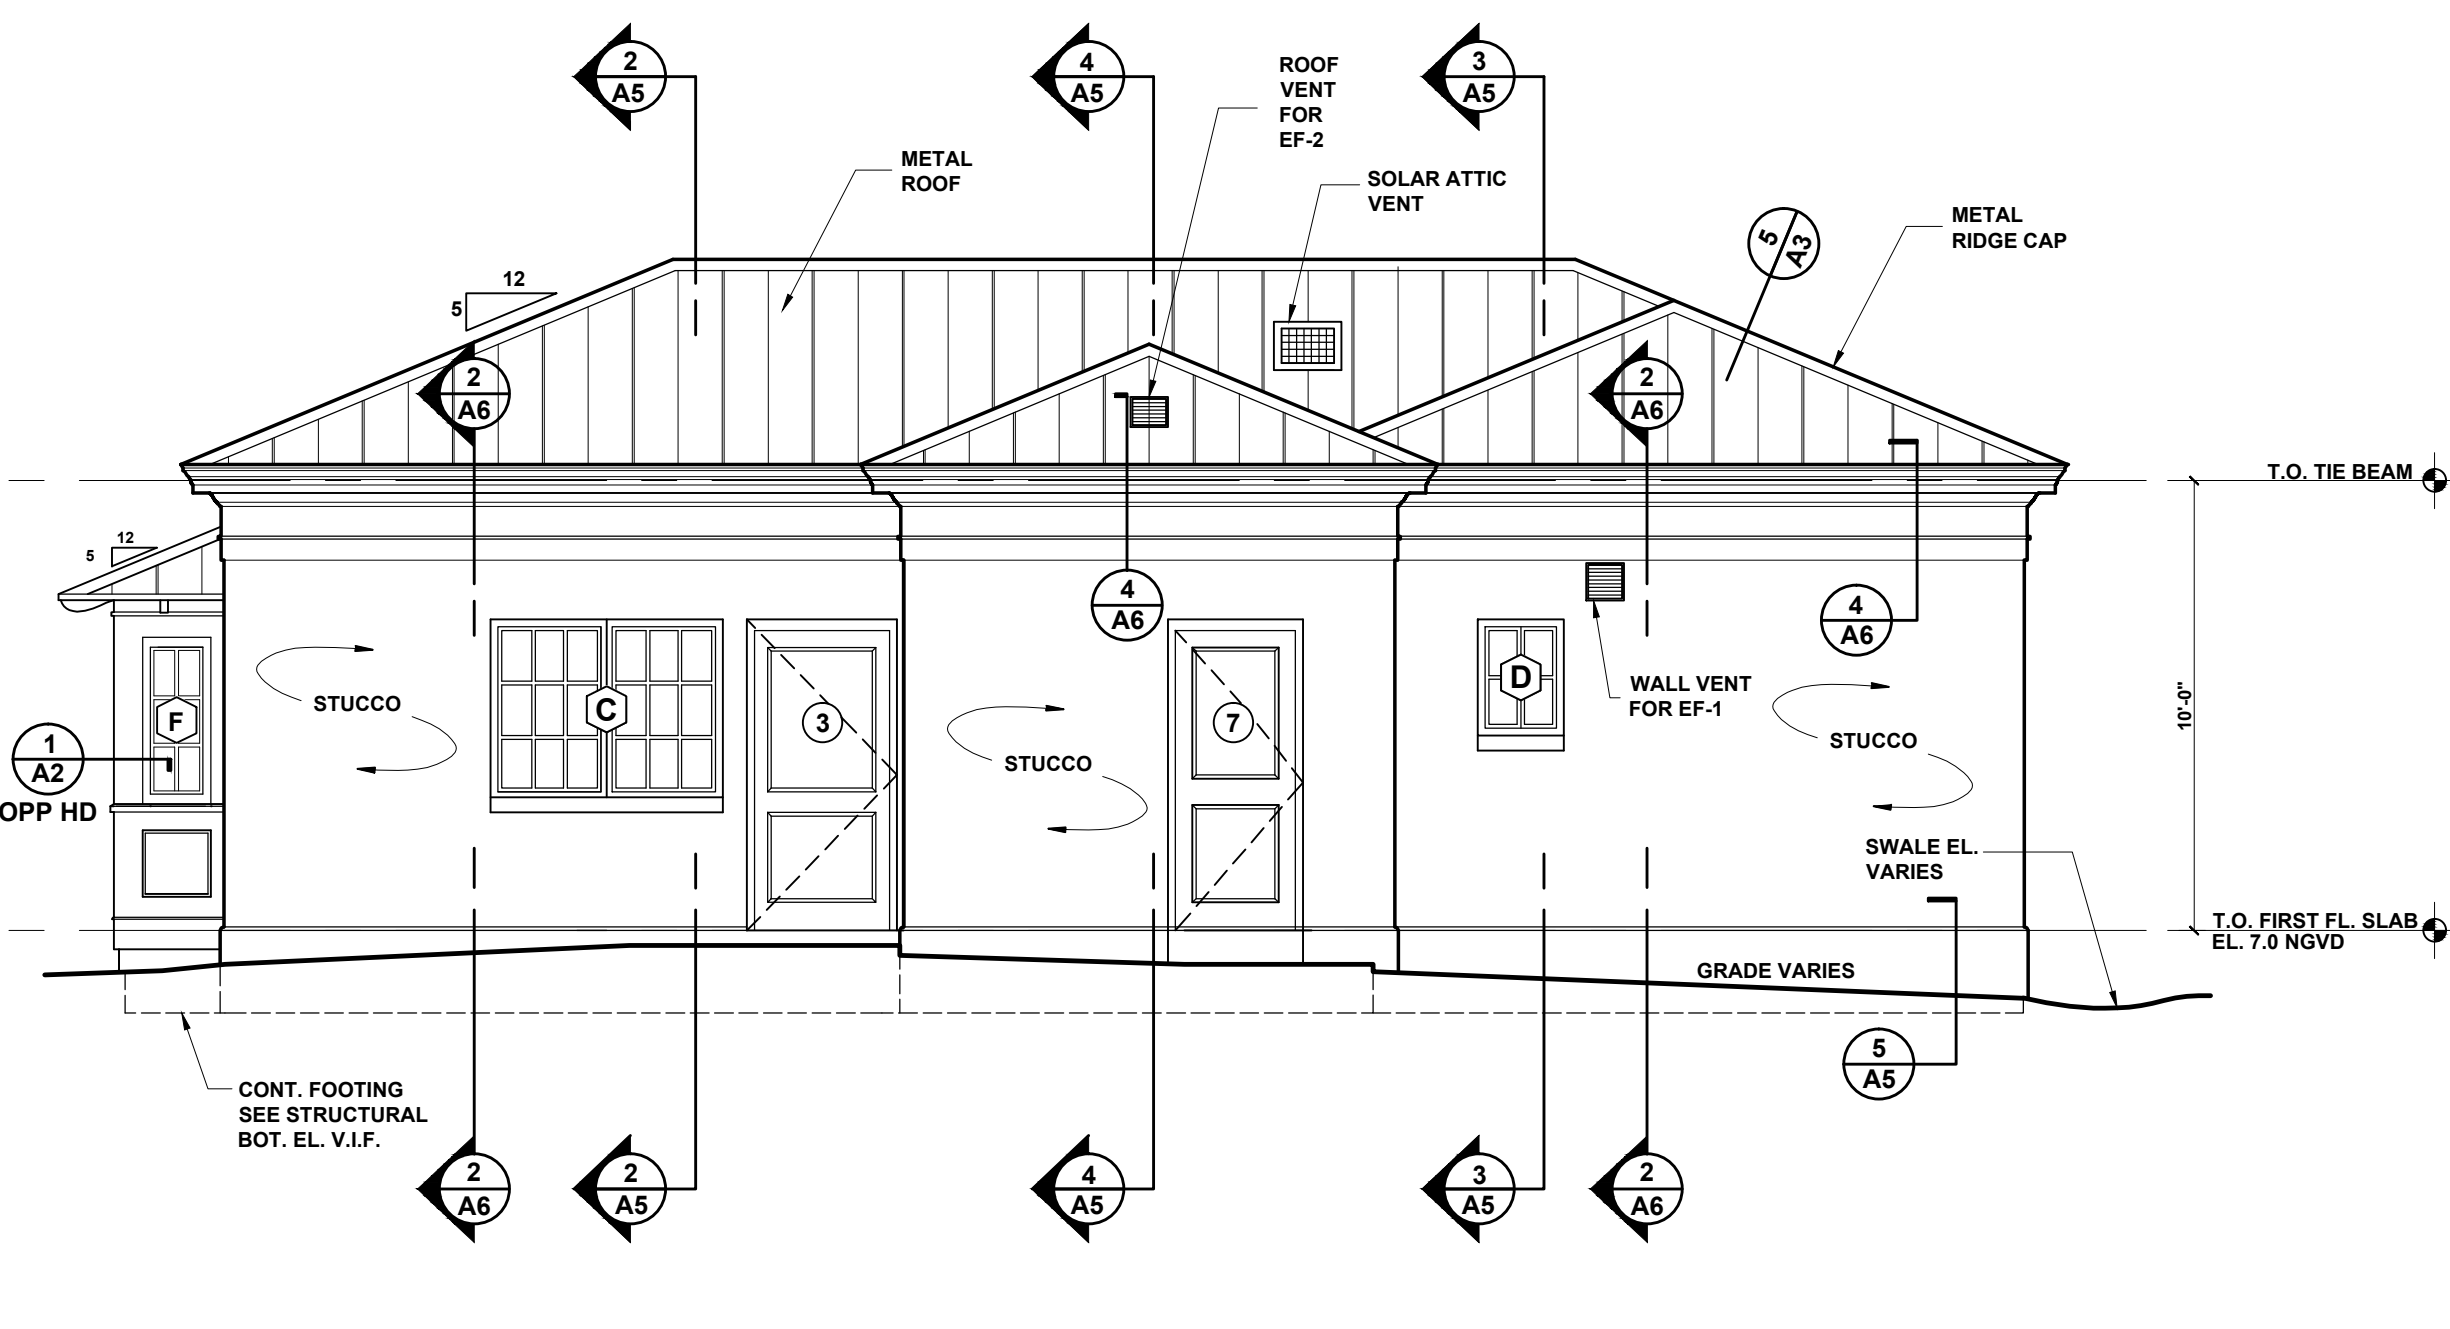 2
A5
4
A5
3
A5
ROOF
VENT
FOR
EF-2
METAL
ROOF
SOLAR ATTIC
VENT
METAL
RIDGE CAP
5
A3
12
5
2
A6
2
A6
T.O. TIE BEAM
12
5
4
A6
4
A6
F
STUCCO
C
3
STUCCO
7
D
WALL VENT
FOR EF-1
STUCCO
10'-0"
1
A2
OPP HD
SWALE EL.
VARIES
T.O. FIRST FL. SLAB
EL. 7.0 NGVD
GRADE VARIES
5
A5
CONT. FOOTING
SEE STRUCTURAL
BOT. EL. V.I.F.
2
A6
2
A5
4
A5
3
A5
2
A6